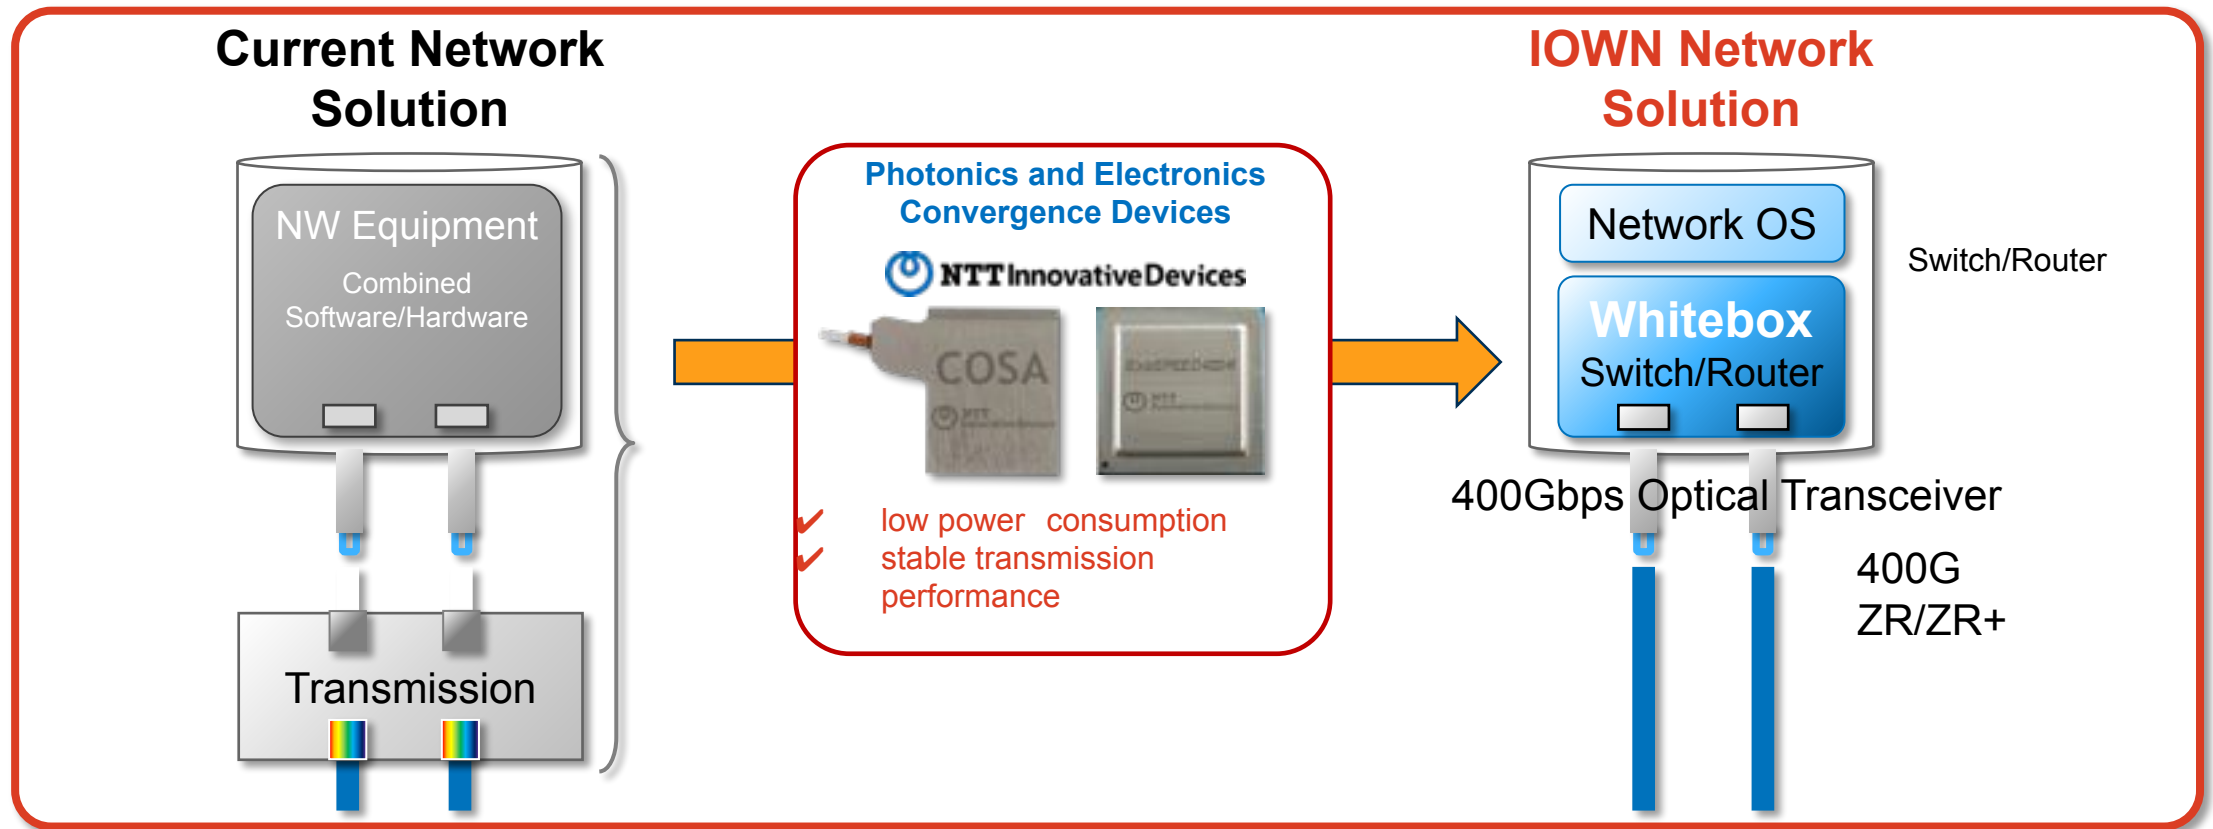 Current Network
Solution
NW Equipment
Combined
Software/Hardware
Transmission
Photonics and Electronics
Convergence Devices
NTT Innovative Devices
COSA
NTT
✔ low power consumption
✔ stable transmission
performance
IOWN Network
Solution
Network OS
Whitebox
Switch/Router
Switch/Router
400Gbps Optical Transceiver
400G
ZR/ZR+